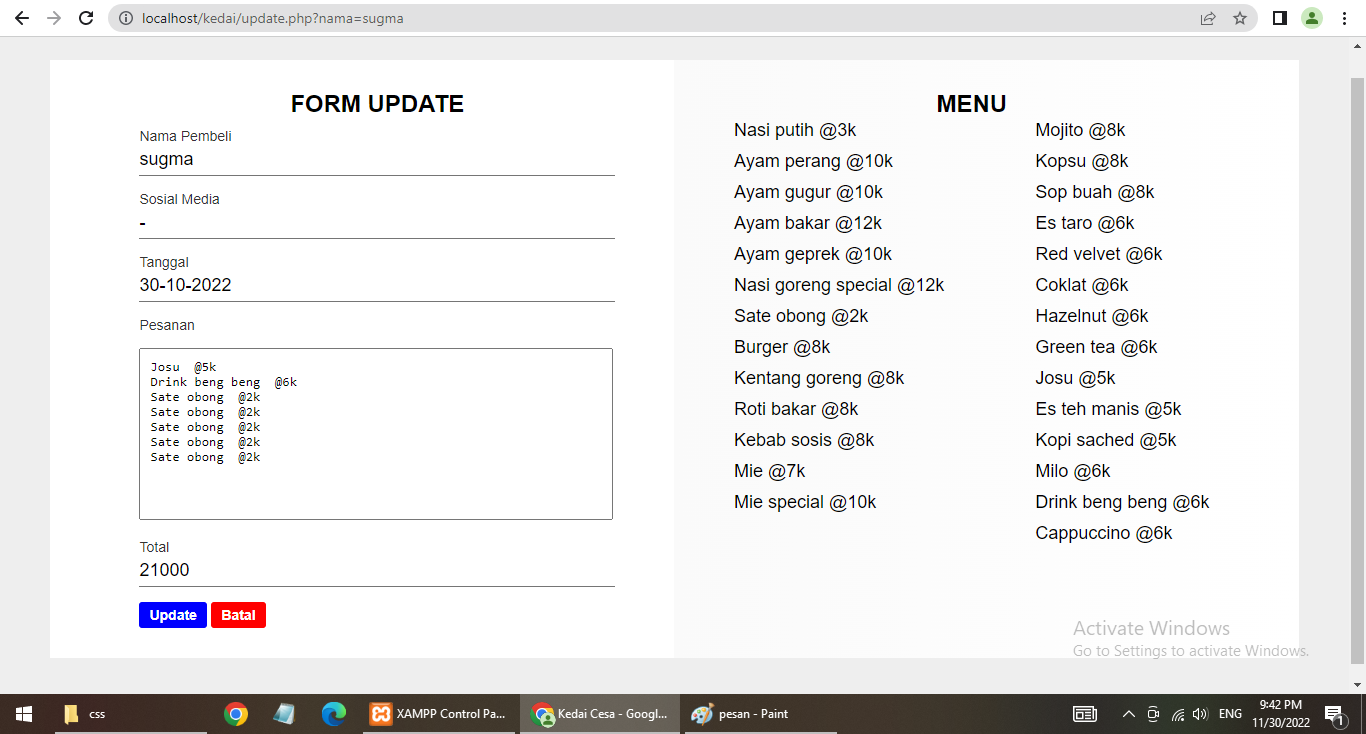 localhost/kedai/update.php?nama=sugma
FORM UPDATE
Nama Pembeli
sugma
Sosial Media
-
Tanggal
30-10-2022
Pesanan
Josu  @5k
Drink beng beng  @6k
Sate obong  @2k
Sate obong  @2k
Sate obong  @2k
Sate obong  @2k
Sate obong  @2k
Total
21000
Update Batal
MENU
Nasi putih @3k
Ayam perang @10k
Ayam gugur @10k
Ayam bakar @12k
Ayam geprek @10k
Nasi goreng special @12k
Sate obong @2k
Burger @8k
Kentang goreng @8k
Roti bakar @8k
Kebab sosis @8k
Mie @7k
Mie special @10k
Mojito @8k
Kopsu @8k
Sop buah @8k
Es taro @6k
Red velvet @6k
Coklat @6k
Hazelnut @6k
Green tea @6k
Josu @5k
Es teh manis @5k
Kopi sached @5k
Milo @6k
Drink beng beng @6k
Cappuccino @6k
Activate Windows
Go to Settings to activate Windows.
css
XAMPP Control Pa...
Kedai Cesa - Googl...
pesan - Paint
ENG
9:42 PM
11/30/2022
1